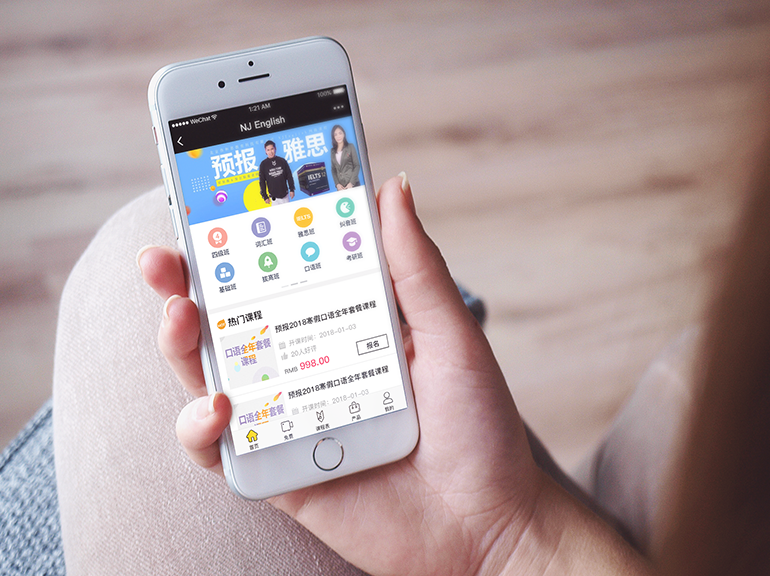 WeChat
1:21 AM
100%
NJ English
预报 雅思
IELTS
四级班
词汇班
IELTS
雅思班
纠音班
基础班
拔高班
口语班
考研班
热门课程
口语全年套餐
课程
预报2018寒假口语全年套餐课程
开课时间：2018-01-03
20人好评
RMB 998.00
报名
口语全年套餐
预报2018寒假口语全年套餐课程
开课时间：2018-01-03
首页
免费
课程表
产品
我的